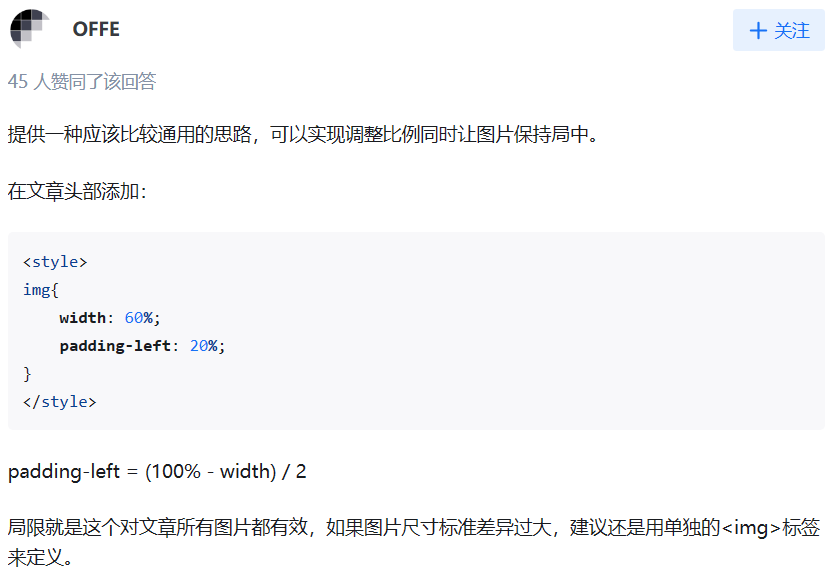 OFFE
+ 关注
45 人赞同了该回答
提供一种应该比较通用的思路，可以实现调整比例同时让图片保持局中。
在文章头部添加：
<style>
img{
    width: 60%;
    padding-left: 20%;
}
</style>
padding-left = (100% - width) / 2
局限就是这个对文章所有图片都有效，如果图片尺寸标准差异过大，建议还是用单独的<img>标签
来定义。